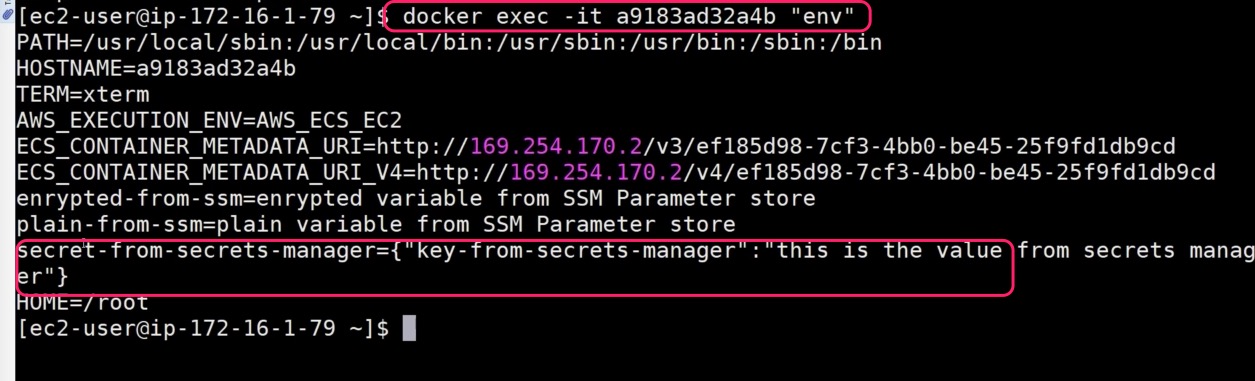 [ec2-user@ip-172-16-1-79 ~]$ docker exec -it a9183ad32a4b "env"
PATH=/usr/local/sbin:/usr/local/bin:/usr/sbin:/usr/bin:/sbin:/bin
HOSTNAME=a9183ad32a4b
TERM=xterm
AWS_EXECUTION_ENV=AWS_ECS_EC2
ECS_CONTAINER_METADATA_URI=http://169.254.170.2/v3/ef185d98-7cf3-4bb0-be45-25f9fd1db9cd
ECS_CONTAINER_METADATA_URI_V4=http://169.254.170.2/v4/ef185d98-7cf3-4bb0-be45-25f9fd1db9cd
encrypted-from-ssm=encrypted variable from SSM Parameter store
plain-from-ssm=plain variable from SSM Parameter store
secret-from-secrets-manager={"key-from-secrets-manager":"this is the value from secrets manag
er"}
HOME=/root
[ec2-user@ip-172-16-1-79 ~]$